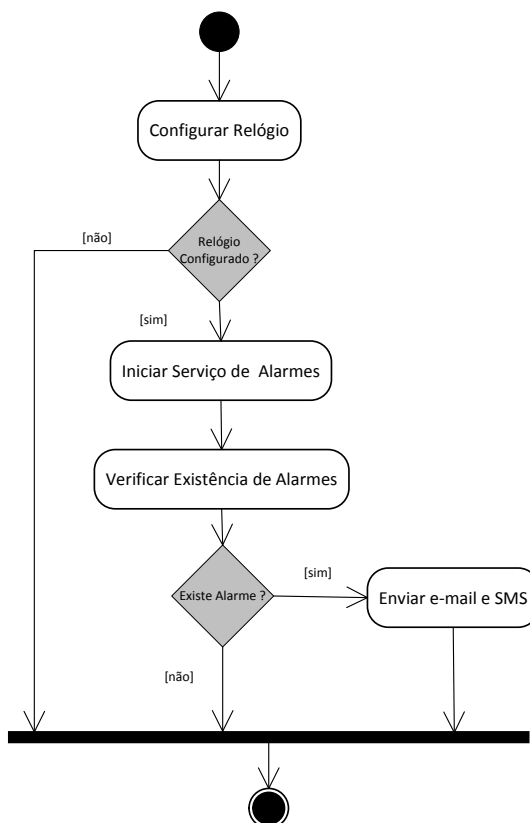 Configurar Relógio
[não]
Relógio
Configurado ?
[sim]
Iniciar Serviço de Alarmes
Verificar Existência de Alarmes
Existe Alarme ?
[sim]
Enviar e-mail e SMS
[não]